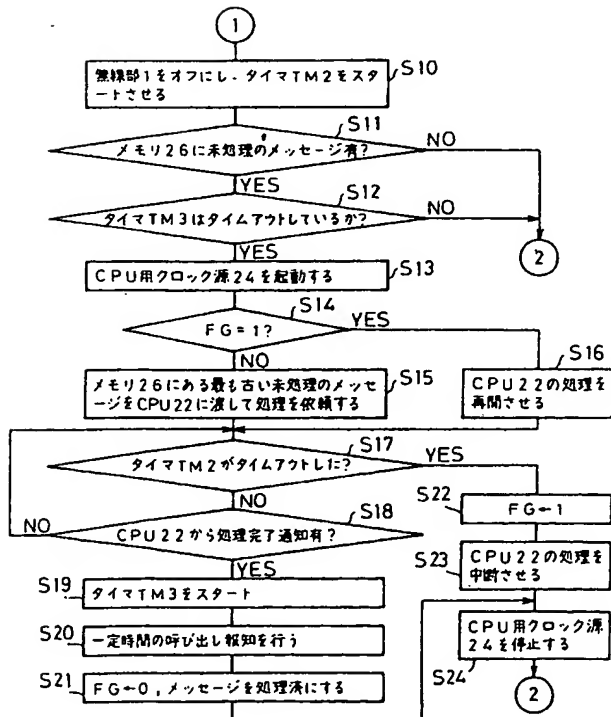 1
無線部1をオフにし、タイマTM2をス
タートさせる
S10
メモリ26に未処理のメッセージ有?
S11
NO
YES
タイマTM3はタイムアウトしているか?
S12
NO
YES
2
CPU用クロック源24を起動する
S13
FG=1?
S14
YES
NO
メモリ26にある最も古い未処理のメッセ
ージをCPU22に渡して処理を依頼する
S15
S16
CPU22の処理を
再開させる
タイマTM2がタイムアウトした?
S17
YES
NO
CPU22から処理完了通知有?
S18
NO
YES
S22
FG←1
S23
CPU22の処理を
中断させる
S19
タイマTM3をスタート
S20
一定時間の呼び出し報知を行う
S21
FG←0,メッセージを処理済にする
CPU用クロック源
24を停止する
S24
2